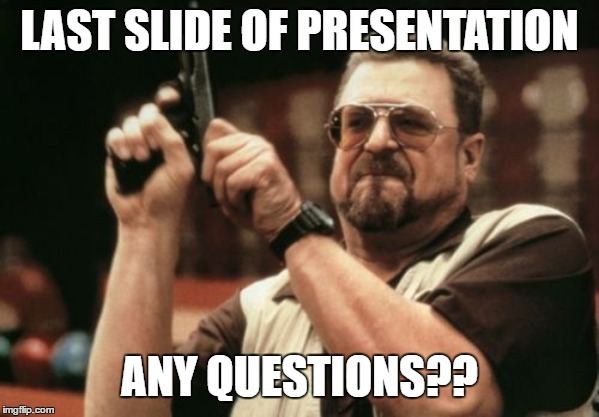 LAST SLIDE OF PRESENTATION
ANY QUESTIONS??
imgflip.com